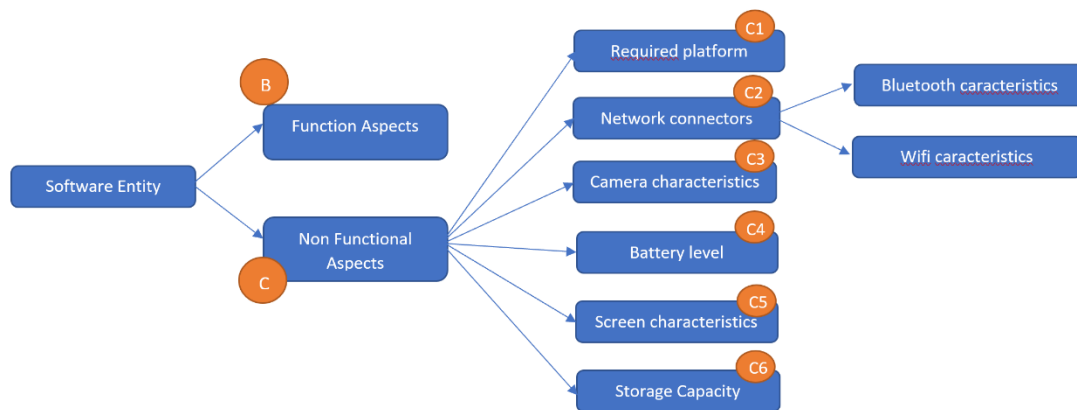 C1
Required platform
B
C2
Bluetooth caracteristics
Network connectors
Function Aspects
C3
Wifi caracteristics
Software Entity
Camera characteristics
C4
Non Functional
Aspects
Battery level
C
C5
Screen characteristics
C6
Storage Capacity